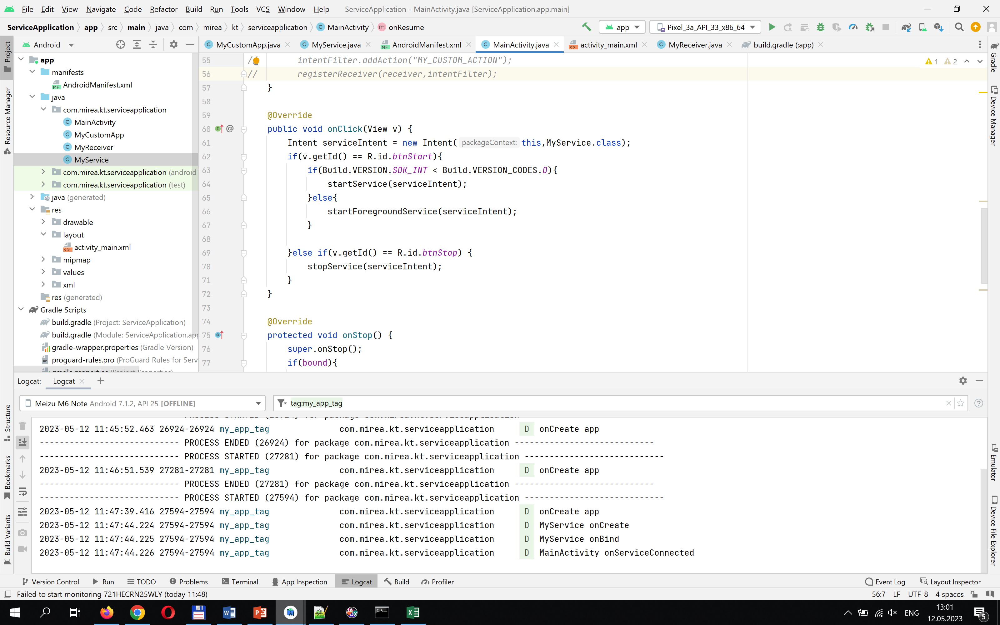 File Edit View Navigate Code Refactor Build Run Tools VCS Window Help ServiceApplication - MainActivity.java [ServiceApplication.app.main]
ServiceApplication app src main java com mirea kt serviceapplication C MainActivity m onResume app Pixel_3a_API_33_x86_64
Project
Android
MyCustomApp.java MyService.java AndroidManifest.xml MainActivity.java activity_main.xml MyReceiver.java build.gradle (:app)
Gradle
Device Manager
Resource Manager
app
manifests
AndroidManifest.xml
java
com.mirea.kt.serviceapplication
MainActivity
MyCustomApp
MyReceiver
MyService
com.mirea.kt.serviceapplication (android
com.mirea.kt.serviceapplication (test)
java (generated)
res
drawable
layout
activity_main.xml
mipmap
values
xml
res (generated)
Gradle Scripts
build.gradle (Project: ServiceApplication)
build.gradle (Module: ServiceApplication.app
gradle-wrapper.properties (Gradle Version)
proguard-rules.pro (ProGuard Rules for Serv
gradle.properties (Project Properties)
1 2
55 // intentFilter.addAction("MY_CUSTOM_ACTION");
56 // registerReceiver(receiver,intentFilter);
57 }
58
59 @Override
60 public void onClick(View v) {
61 Intent serviceIntent = new Intent( packageContext: this,MyService.class);
62 if(v.getId() == R.id.btnStart){
63 if(Build.VERSION.SDK_INT < Build.VERSION_CODES.O){
64 startService(serviceIntent);
65 }else{
66 startForegroundService(serviceIntent);
67 }
68
69 }else if(v.getId() == R.id.btnStop) {
70 stopService(serviceIntent);
71 }
72 }
73
74 @Override
75 protected void onStop() {
76 super.onStop();
77 if(bound){
Logcat: Logcat
Meizu M6 Note Android 7.1.2, API 25 [OFFLINE] tag:my_app_tag
2023-05-12 11:45:52.463 26924-26924 my_app_tag com.mirea.kt.serviceapplication D onCreate app
---------------------------- PROCESS ENDED (26924) for package com.mirea.kt.serviceapplication ----------------------------
---------------------------- PROCESS STARTED (27281) for package com.mirea.kt.serviceapplication ----------------------------
2023-05-12 11:46:51.539 27281-27281 my_app_tag com.mirea.kt.serviceapplication D onCreate app
---------------------------- PROCESS ENDED (27281) for package com.mirea.kt.serviceapplication ----------------------------
---------------------------- PROCESS STARTED (27594) for package com.mirea.kt.serviceapplication ----------------------------
2023-05-12 11:47:39.416 27594-27594 my_app_tag com.mirea.kt.serviceapplication D onCreate app
2023-05-12 11:47:44.224 27594-27594 my_app_tag com.mirea.kt.serviceapplication D MyService onCreate
2023-05-12 11:47:44.225 27594-27594 my_app_tag com.mirea.kt.serviceapplication D MyService onBind
2023-05-12 11:47:44.226 27594-27594 my_app_tag com.mirea.kt.serviceapplication D MainActivity onServiceConnected
Structure
Bookmarks
Build Variants
Emulator
Device File Explorer
Version Control Run TODO Problems Terminal App Inspection Logcat Build Profiler Event Log Layout Inspector
Failed to start monitoring 721HECRN25WLY (today 11:48) 56:7 LF UTF-8 4 spaces
ENG 13:01
12.05.2023 5